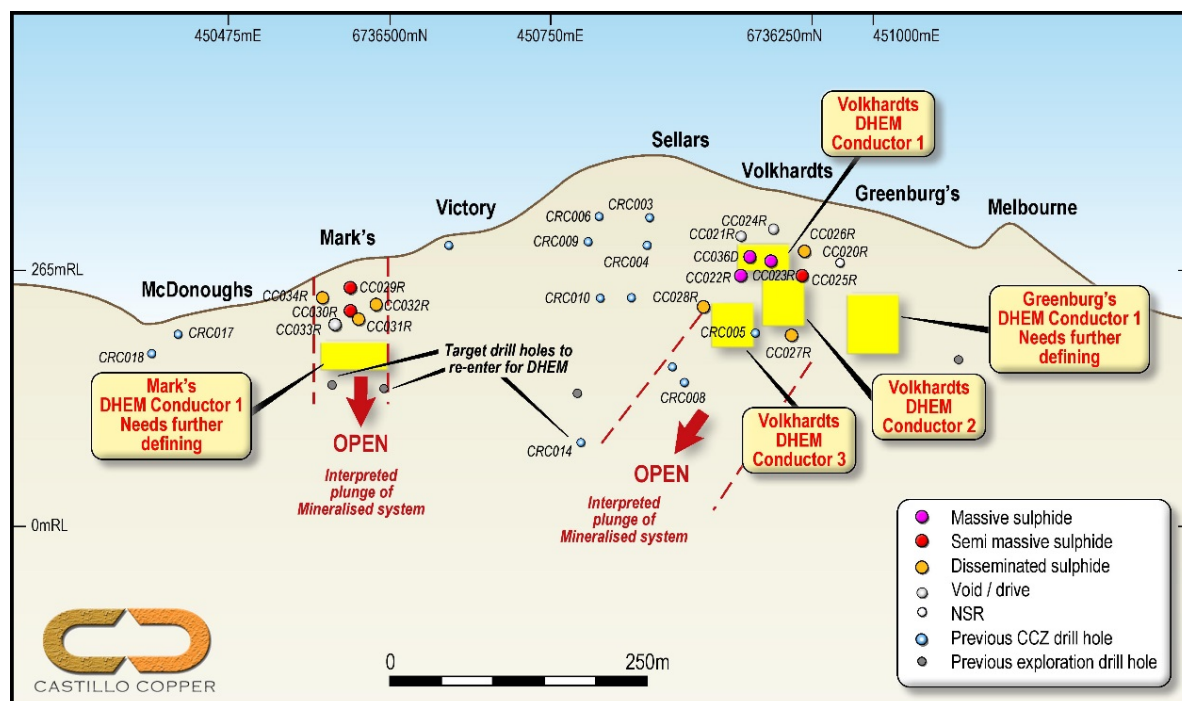 450475mE
6736500mN
450750mE
6736250mN
451000mE
Volkhardts
DHEM
Conductor 1
Sellars
Volkhardts
Greenburg's
Melbourne
Victory
Mark's
McDonoughs
265mRL
0mRL
CRC006
CRC003
CRC009
CRC004
CRC010
CC024R
CC021R
CC026R
CC036D
CC020R
CC022R
CC023R
CC025R
CC028R
CRC005
CC027R
CC034R
CC029R
CC030R
CC032R
CC033R
CC031R
CRC017
CRC018
CRC008
CRC014
Target drill holes to
re-enter for DHEM
Mark's
DHEM Conductor 1
Needs further
defining
OPEN
Interpreted
plunge of
Mineralised system
OPEN
Interpreted
plunge of
Mineralised system
Volkhardts
DHEM
Conductor 3
Volkhardts
DHEM
Conductor 2
Greenburg's
DHEM Conductor 1
Needs further
defining
Massive sulphide
Semi massive sulphide
Disseminated sulphide
Void / drive
NSR
Previous CCZ drill hole
Previous exploration drill hole
CASTILLO COPPER
0
250m